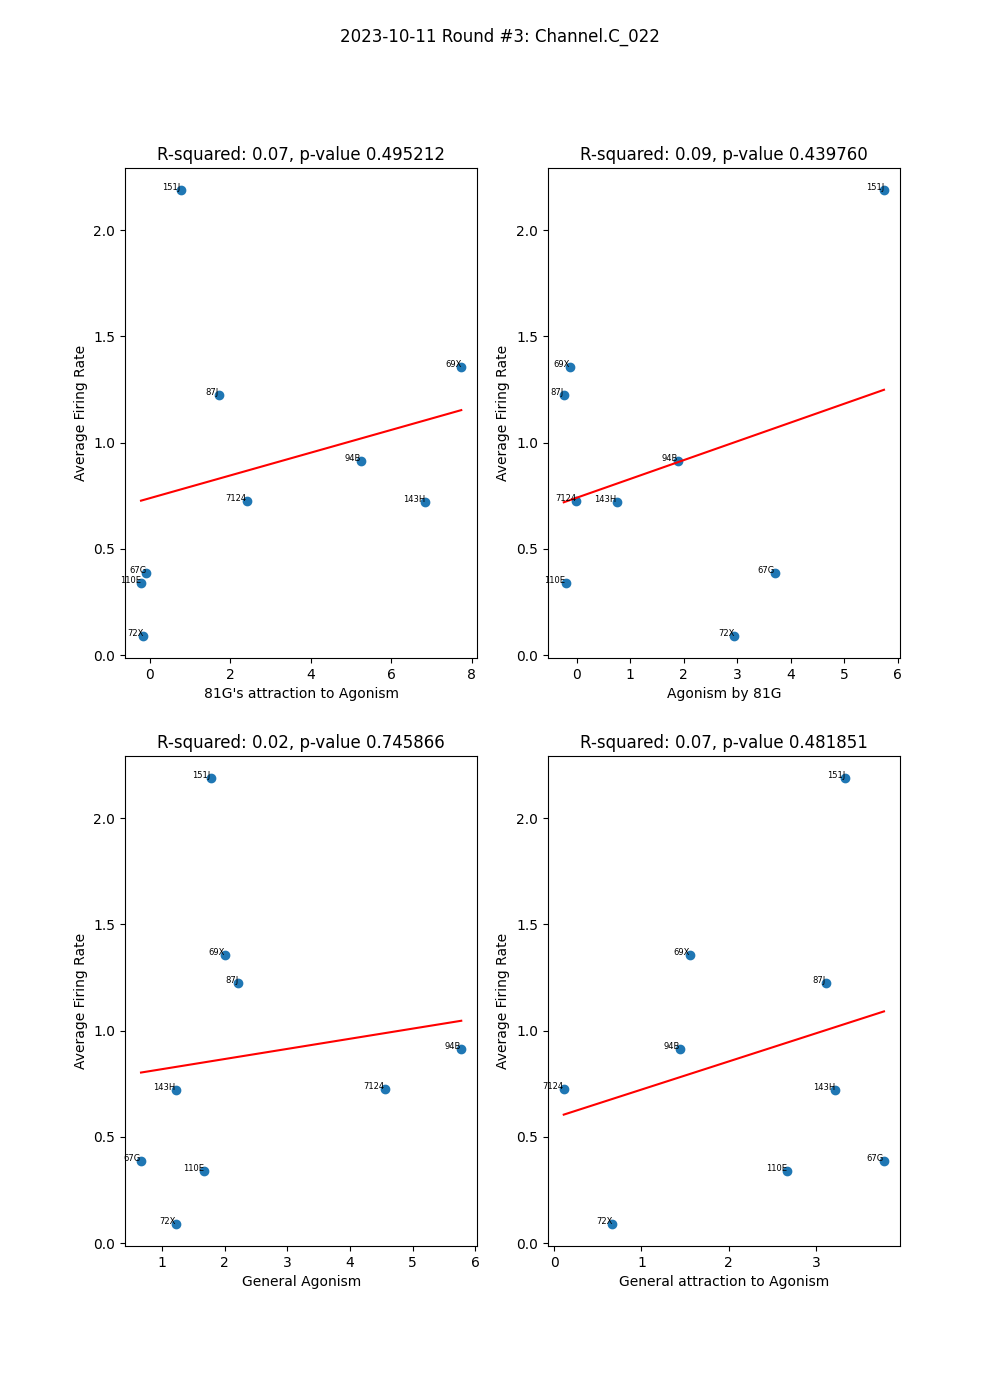 2023-10-11 Round #3: Channel.C_022
R-squared: 0.07, p-value 0.495212
Average Firing Rate
2.0
1.5
1.0
0.5
0.0
151J
69X
87J
94B
7124
143H
67G
110E
72X
0 2 4 6 8
81G's attraction to Agonism
R-squared: 0.09, p-value 0.439760
Average Firing Rate
2.0
1.5
1.0
0.5
0.0
151J
69X
87J
94B
7124
143H
67G
110E
72X
0 1 2 3 4 5 6
Agonism by 81G
R-squared: 0.02, p-value 0.745866
Average Firing Rate
2.0
1.5
1.0
0.5
0.0
151J
69X
87J
94B
143H
7124
67G
110E
72X
1 2 3 4 5 6
General Agonism
R-squared: 0.07, p-value 0.481851
Average Firing Rate
2.0
1.5
1.0
0.5
0.0
151J
69X
87J
94B
7124
143H
67G
110E
72X
0 1 2 3
General attraction to Agonism